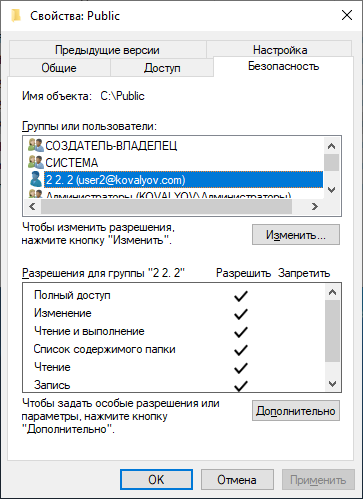 Свойства: Public
Предыдущие версии
Настройка
Общие
Доступ
Безопасность
Имя объекта: C:\Public
Группы или пользователи:
СОЗДАТЕЛЬ-ВЛАДЕЛЕЦ
СИСТЕМА
2 2. 2 (user2@kovalyov.com)
Администраторы (KOVALYOV\Администраторы)
Чтобы изменить разрешения,
нажмите кнопку "Изменить".
Изменить...
Разрешения для группы "2 2. 2"
Разрешить
Запретить
Полный доступ
Изменение
Чтение и выполнение
Список содержимого папки
Чтение
Запись
Чтобы задать особые разрешения или
параметры, нажмите кнопку
"Дополнительно".
Дополнительно
OK
Отмена
Применить